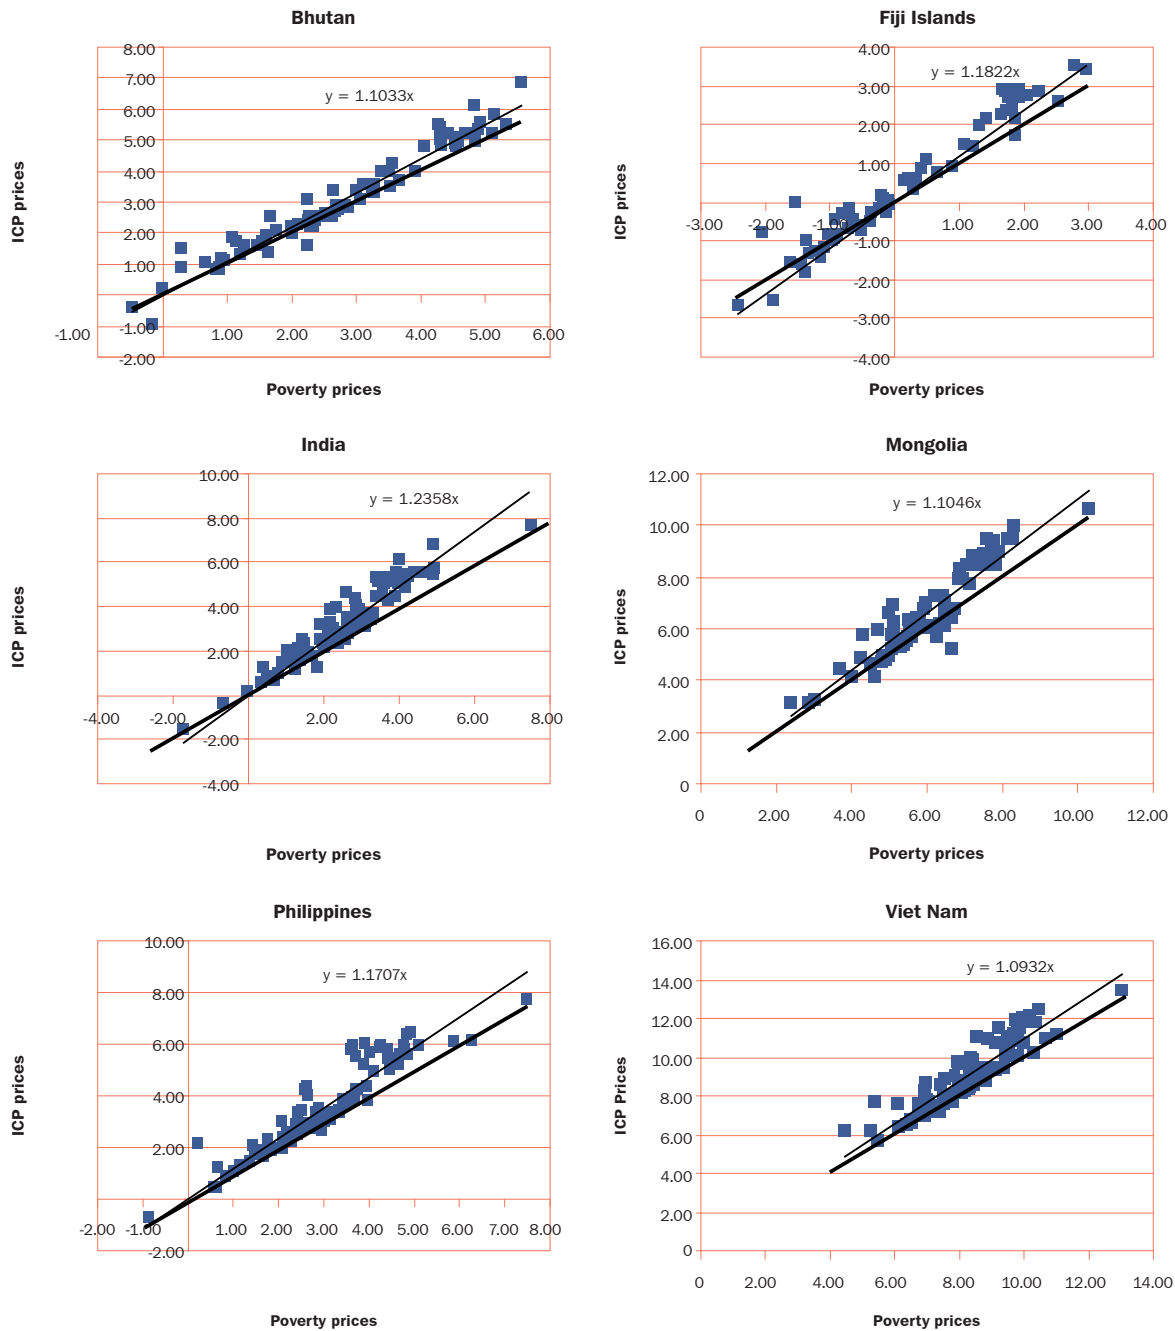 Bhutan
8.00
7.00
6.00
5.00
4.00
3.00
2.00
1.00
-1.00
-2.00
y = 1.1033x
-1.00 1.00 2.00 3.00 4.00 5.00 6.00
ICP prices
Poverty prices
Fiji Islands
4.00
3.00
2.00
1.00
-1.00
-2.00
-3.00
-4.00
y = 1.1822x
-3.00 -2.00 -1.00 1.00 2.00 3.00 4.00
ICP prices
Poverty prices
India
10.00
8.00
6.00
4.00
2.00
-2.00
-4.00
y = 1.2358x
-4.00 -2.00 2.00 4.00 6.00 8.00
ICP prices
Poverty prices
Mongolia
12.00
10.00
8.00
6.00
4.00
2.00
0
y = 1.1046x
0 2.00 4.00 6.00 8.00 10.00 12.00
ICP prices
Poverty prices
Philippines
10.00
8.00
6.00
4.00
2.00
-2.00
y = 1.1707x
-2.00 -1.00 1.00 2.00 3.00 4.00 5.00 6.00 7.00 8.00
ICP prices
Poverty prices
Viet Nam
16.00
14.00
12.00
10.00
8.00
6.00
4.00
2.00
0
y = 1.0932x
0 2.00 4.00 6.00 8.00 10.00 12.00 14.00
ICP Prices
Poverty prices